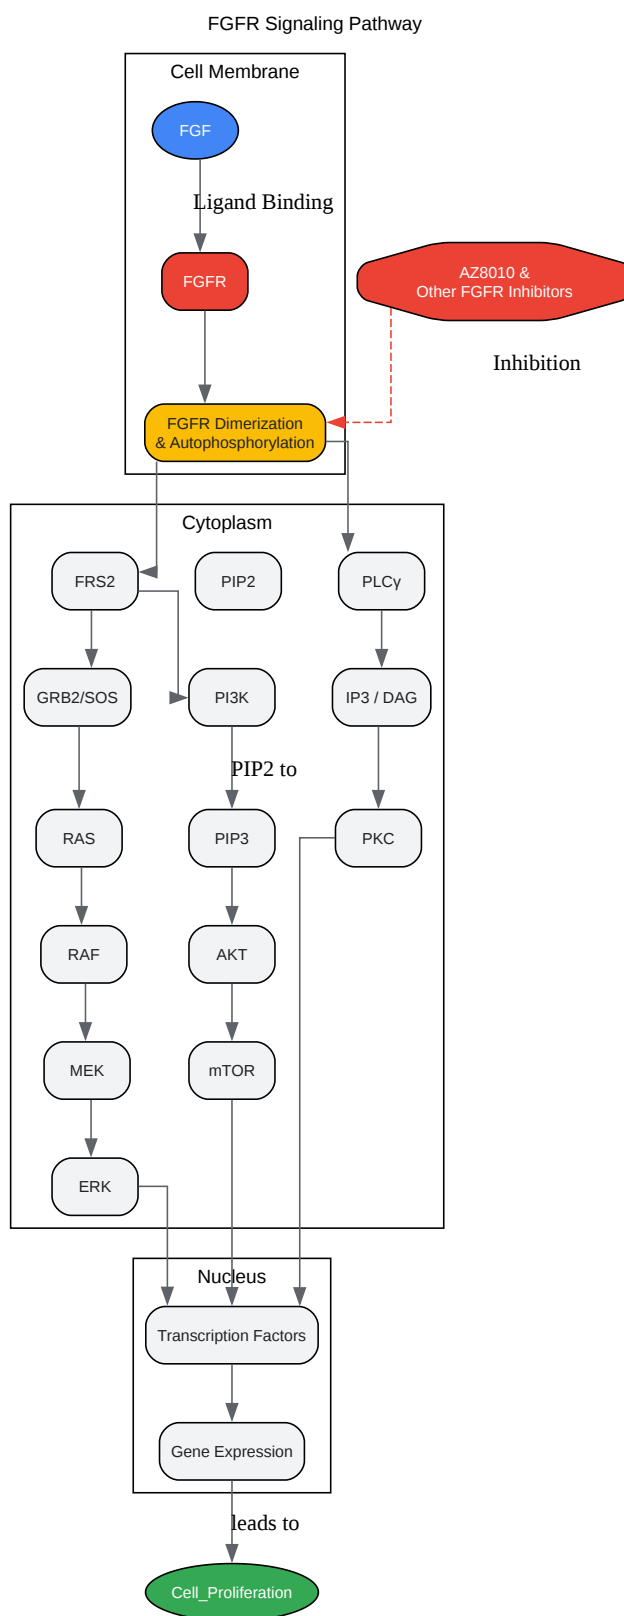 FGFR Signaling Pathway
Cell Membrane
FGF
Ligand Binding
FGFR
AZ8010 &
Other FGFR Inhibitors
Inhibition
FGFR Dimerization
& Autophosphorylation
Cytoplasm
FRS2
PIP2
PLCγ
GRB2/SOS
PI3K
IP3 / DAG
PIP2 to
RAS
PIP3
PKC
RAF
AKT
MEK
mTOR
ERK
Nucleus
Transcription Factors
Gene Expression
leads to
Cell_Proliferation